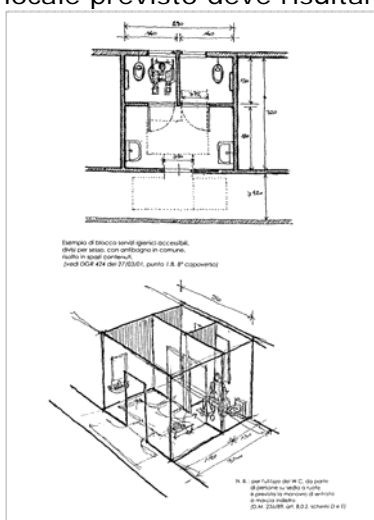 locale previsto deve risultar
Esempio di blocco servizi igienici accessibili,
divisi per sesso, con antibagno in comune,
risolto in spazi contenuti.
(vedi DGR 424 del 27/03/01, punto 1.B. 8° capoverso)
N. B. : per l'utilizzo dei W.C. da parte
di persone su sedia a ruote
è prevista la manovra di entrata
a marcia indietro
(D.M. 236/89, art. 8.0.2. schemi D e E)